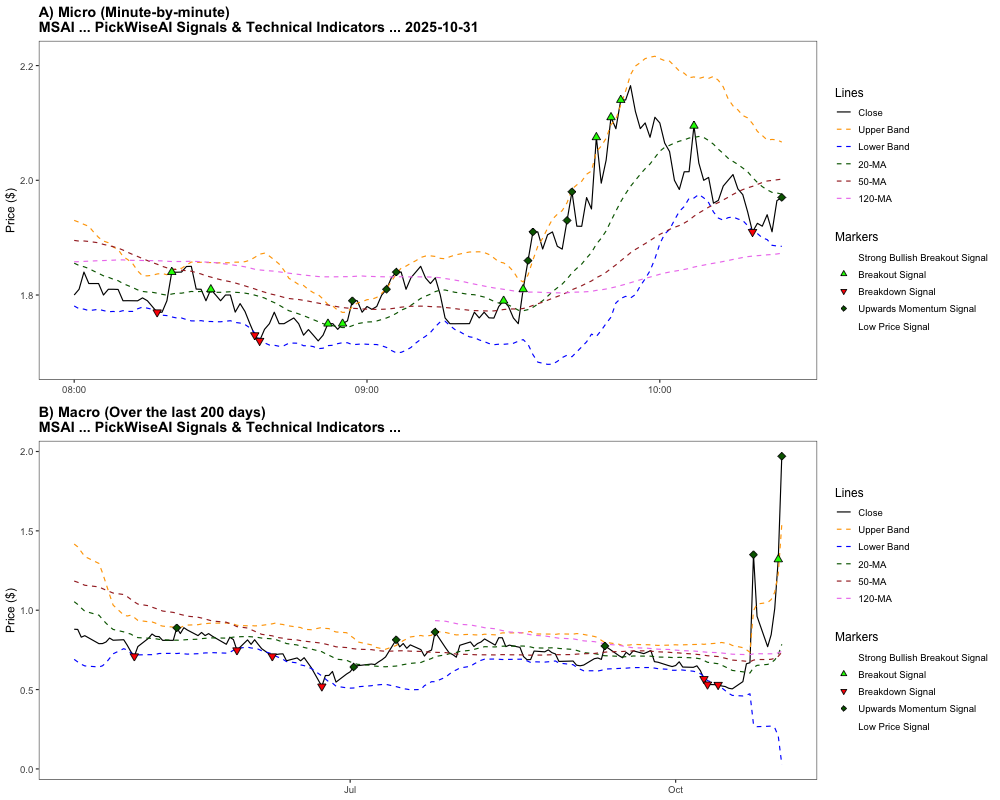 A) Micro (Minute-by-minute)
MSAI ... PickWiseAI Signals & Technical Indicators ... 2025-10-31
Price ($)
2.2
2.0
1.8
08:00
09:00
10:00
Lines
Close
Upper Band
Lower Band
20-MA
50-MA
120-MA
Markers
Strong Bullish Breakout Signal
Breakout Signal
Breakdown Signal
Upwards Momentum Signal
Low Price Signal
B) Macro (Over the last 200 days)
MSAI ... PickWiseAI Signals & Technical Indicators ...
Price ($)
2.0
1.5
1.0
0.5
0.0
Jul
Oct
Lines
Close
Upper Band
Lower Band
20-MA
50-MA
120-MA
Markers
Strong Bullish Breakout Signal
Breakout Signal
Breakdown Signal
Upwards Momentum Signal
Low Price Signal